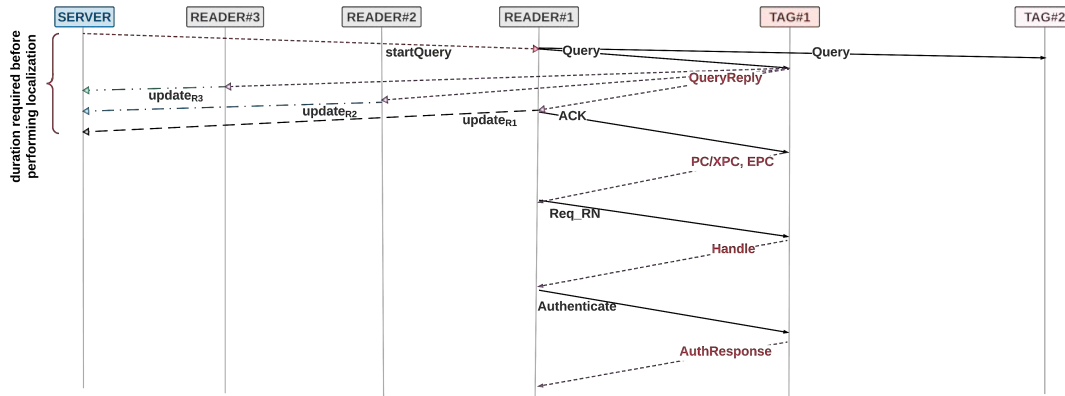 SERVER
READER#3
READER#2
READER#1
TAG#1
TAG#2
duration required before
performing localization
startQuery
Query
Query
QueryReply
updateR3
updateR2
updateR1
ACK
PC/XPC, EPC
Req_RN
Handle
Authenticate
AuthResponse